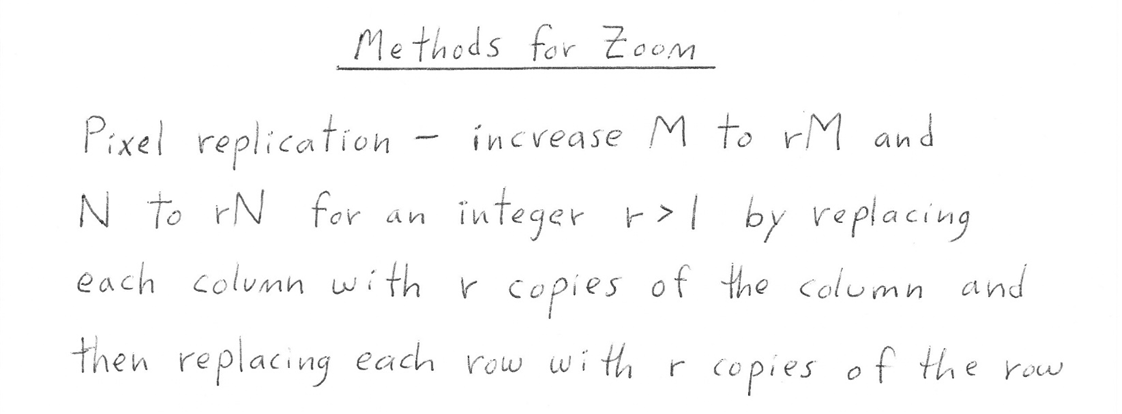 Methods for Zoom
Pixel replication - increase M to rM and
N to rN for an integer r > 1 by replacing
each column with r copies of the column and
then replacing each row with r copies of the row